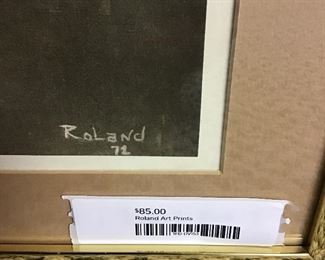 Roland
72
$85.00
Roland Art Prints